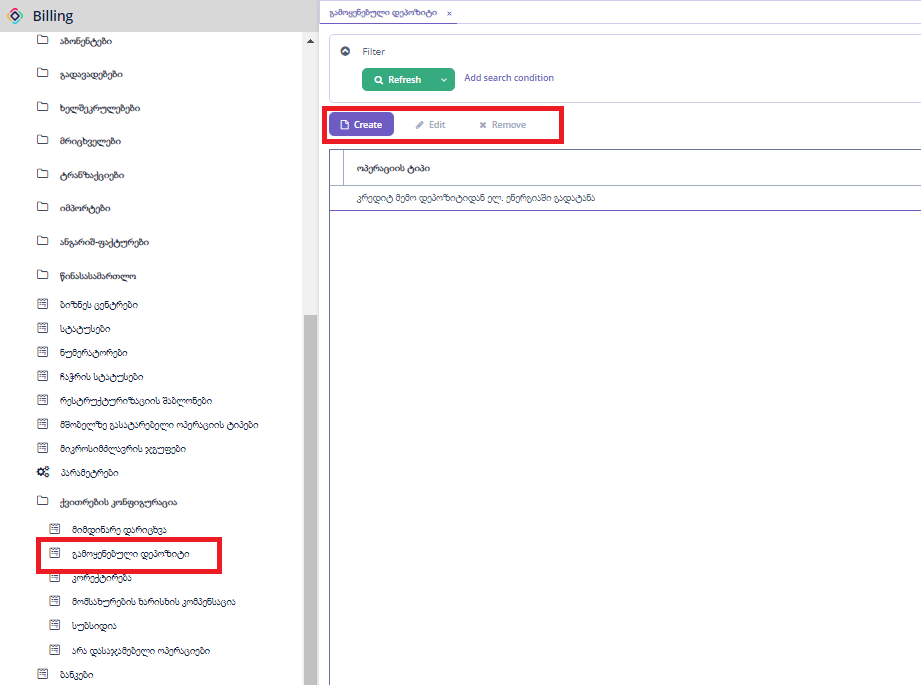 Billing
აბონენტები
გადავადებები
ხელშეკრულებები
მრიცხველები
ტრანზაქციები
იმპორტები
ანგარიშ-ფაქტურები
წინასასამართლო
ბიზნეს ცენტრები
სტატუსები
ნუმერატორები
ჩაჭრის სტატუსები
რესტრუქტურიზაციის შაბლონები
მშობელზე გასატარებელი ოპერაციის ტიპები
მიკროსიმძლავრის ჯგუფები
პარამეტრები
ქვითრების კონფიგურაცია
მიმდინარე დარიცხვა
გამოყენებული დეპოზიტი
კორექტირება
მომსახურების ხარისხის კომპენსაცია
სუბსიდია
არა დასაჯამებელი ოპერაციები
ბანკები
გამოყენებული დეპოზიტი ×
Filter
Refresh Add search condition
Create Edit Remove
ოპერაციის ტიპი
კრედიტ მემო დეპოზიტიდან ელ. ენერგიაში გადატანა